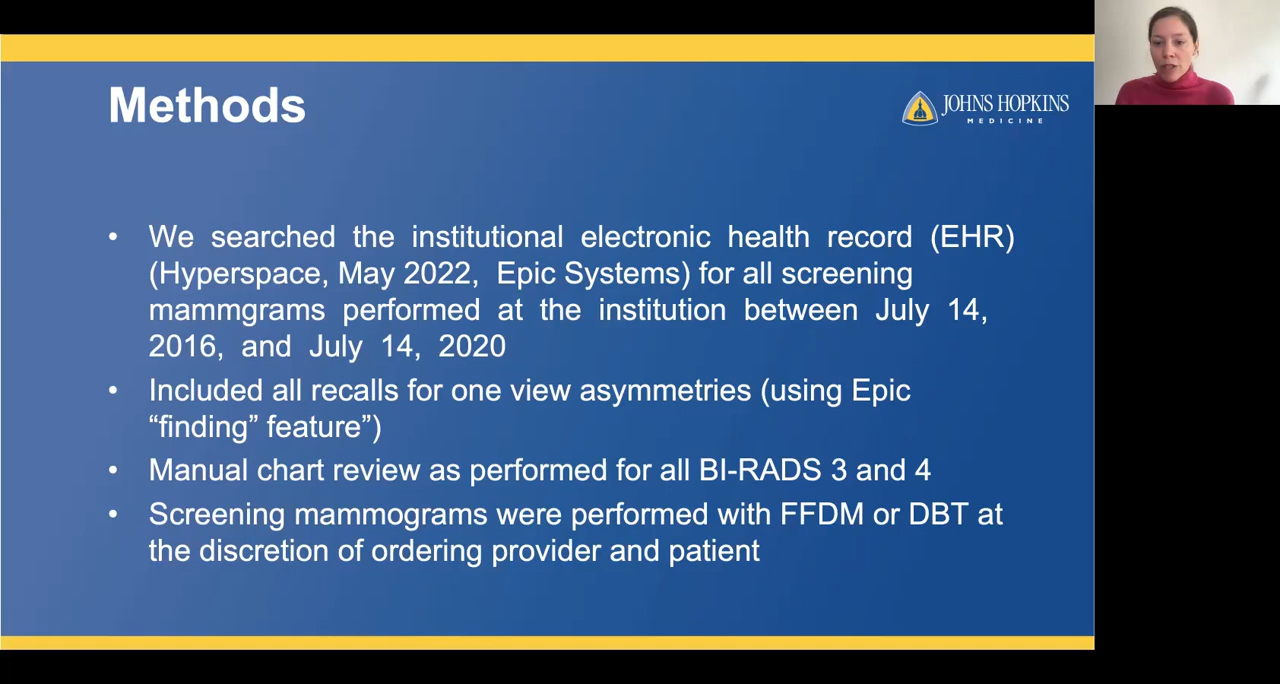 Methods
JOHNS HOPKINS
MEDICINE
• We searched the institutional electronic health record (EHR)
(Hyperspace, May 2022, Epic Systems) for all screening
mammgrams performed at the institution between July 14,
2016, and July 14, 2020
• Included all recalls for one view asymmetries (using Epic
“finding” feature”)
• Manual chart review as performed for all BI-RADS 3 and 4
• Screening mammograms were performed with FFDM or DBT at
the discretion of ordering provider and patient